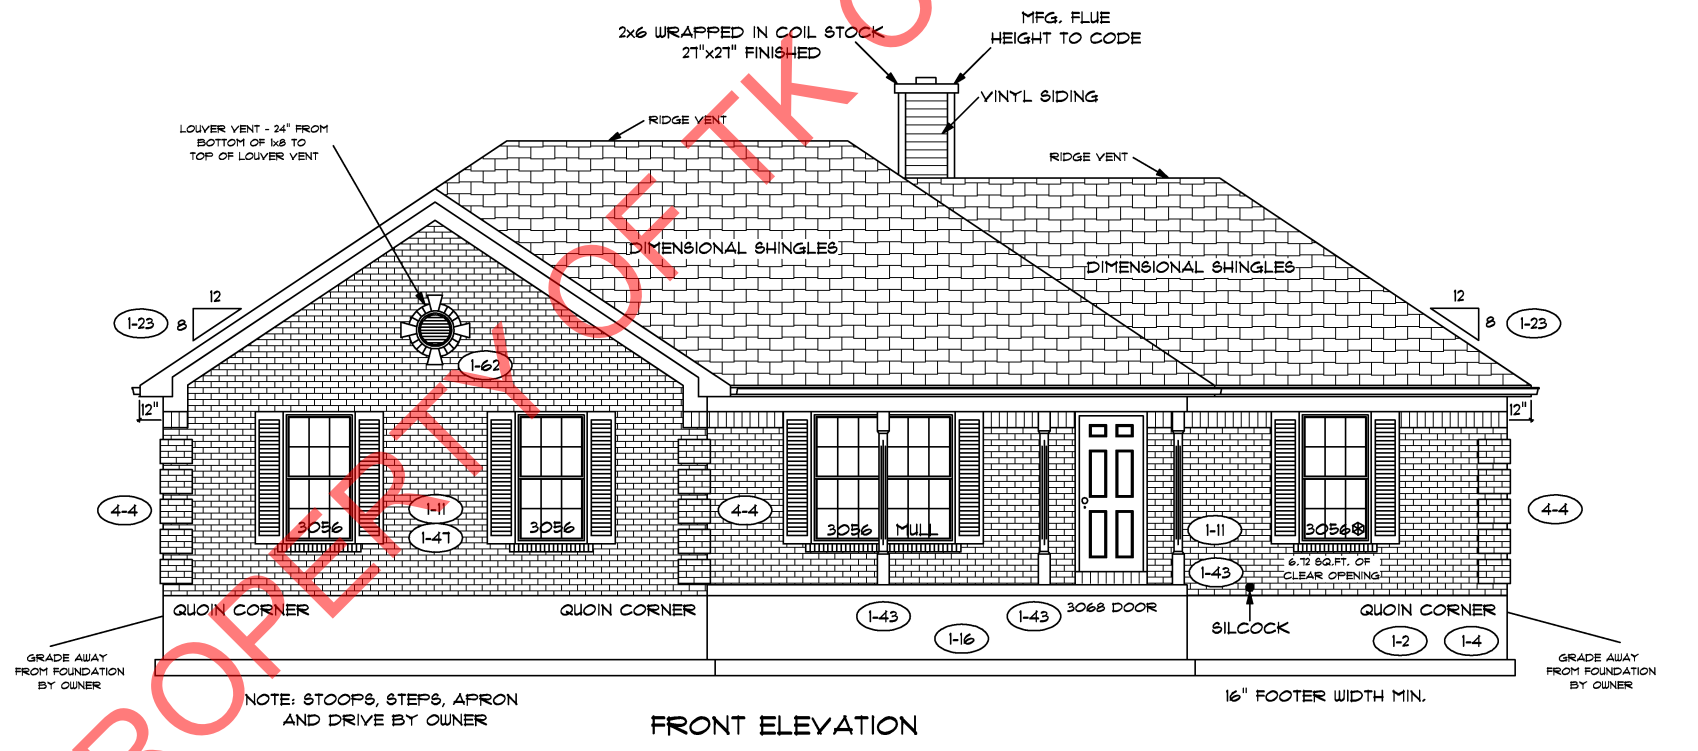 MFG. FLUE
HEIGHT TO CODE
2x6 WRAPPED IN COIL STOCK
27"x27" FINISHED
VINYL SIDING
RIDGE VENT
LOUVER VENT - 24" FROM
BOTTOM OF 1x8 TO
TOP OF LOUVER VENT
RIDGE VENT
DIMENSIONAL SHINGLES
DIMENSIONAL SHINGLES
12
8
1-23
12
8
1-23
1-62
12"
12"
4-4
3056
1-11
1-47
3056
4-4
3056
MULL
1-11
1-43
3056
6.72 SQ.FT. OF
CLEAR OPENING
4-4
QUOIN CORNER
QUOIN CORNER
1-43
1-16
1-43
3068 DOOR
SILCOCK
QUOIN CORNER
1-2
1-4
GRADE AWAY
FROM FOUNDATION
BY OWNER
GRADE AWAY
FROM FOUNDATION
BY OWNER
NOTE: STOOPS, STEPS, APRON
AND DRIVE BY OWNER
16" FOOTER WIDTH MIN.
FRONT ELEVATION
ROPERTY OF TK